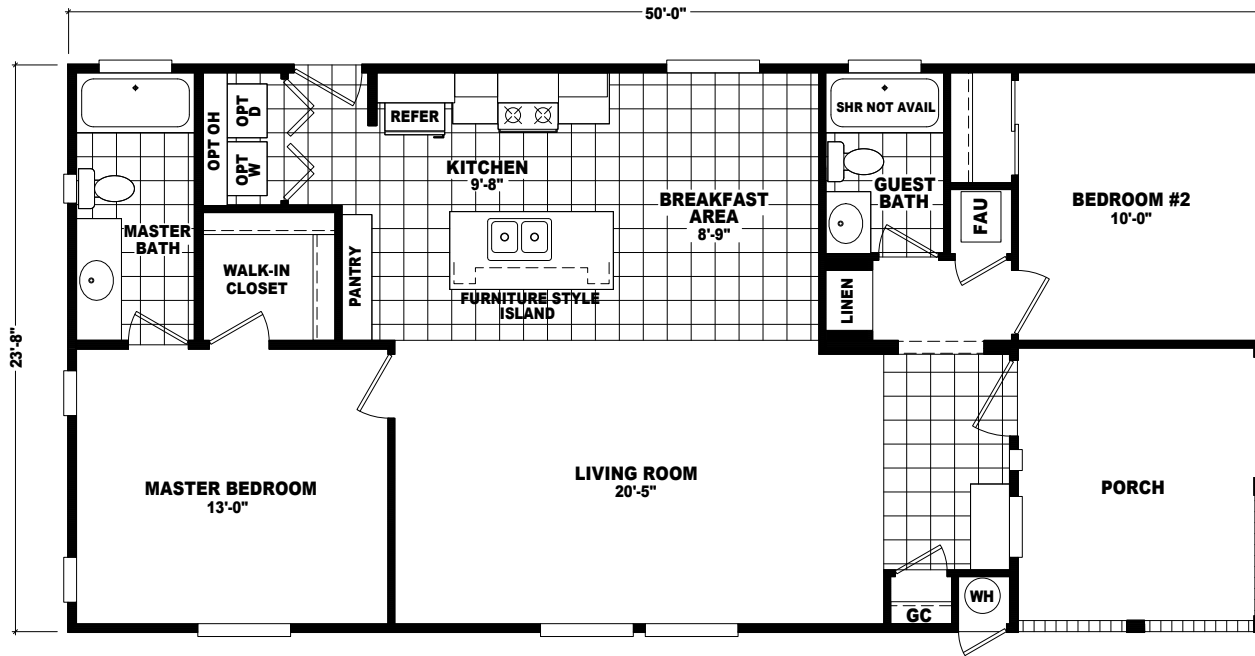 50'-0"
23'-8"
OPT OH
OPT
D
OPT
W
REFER
KITCHEN
9'-8"
BREAKFAST
AREA
8'-9"
SHR NOT AVAIL
GUEST
BATH
FAU
BEDROOM #2
10'-0"
MASTER
BATH
WALK-IN
CLOSET
PANTRY
FURNITURE STYLE
ISLAND
LINEN
MASTER BEDROOM
13'-0"
LIVING ROOM
20'-5"
PORCH
GC
WH